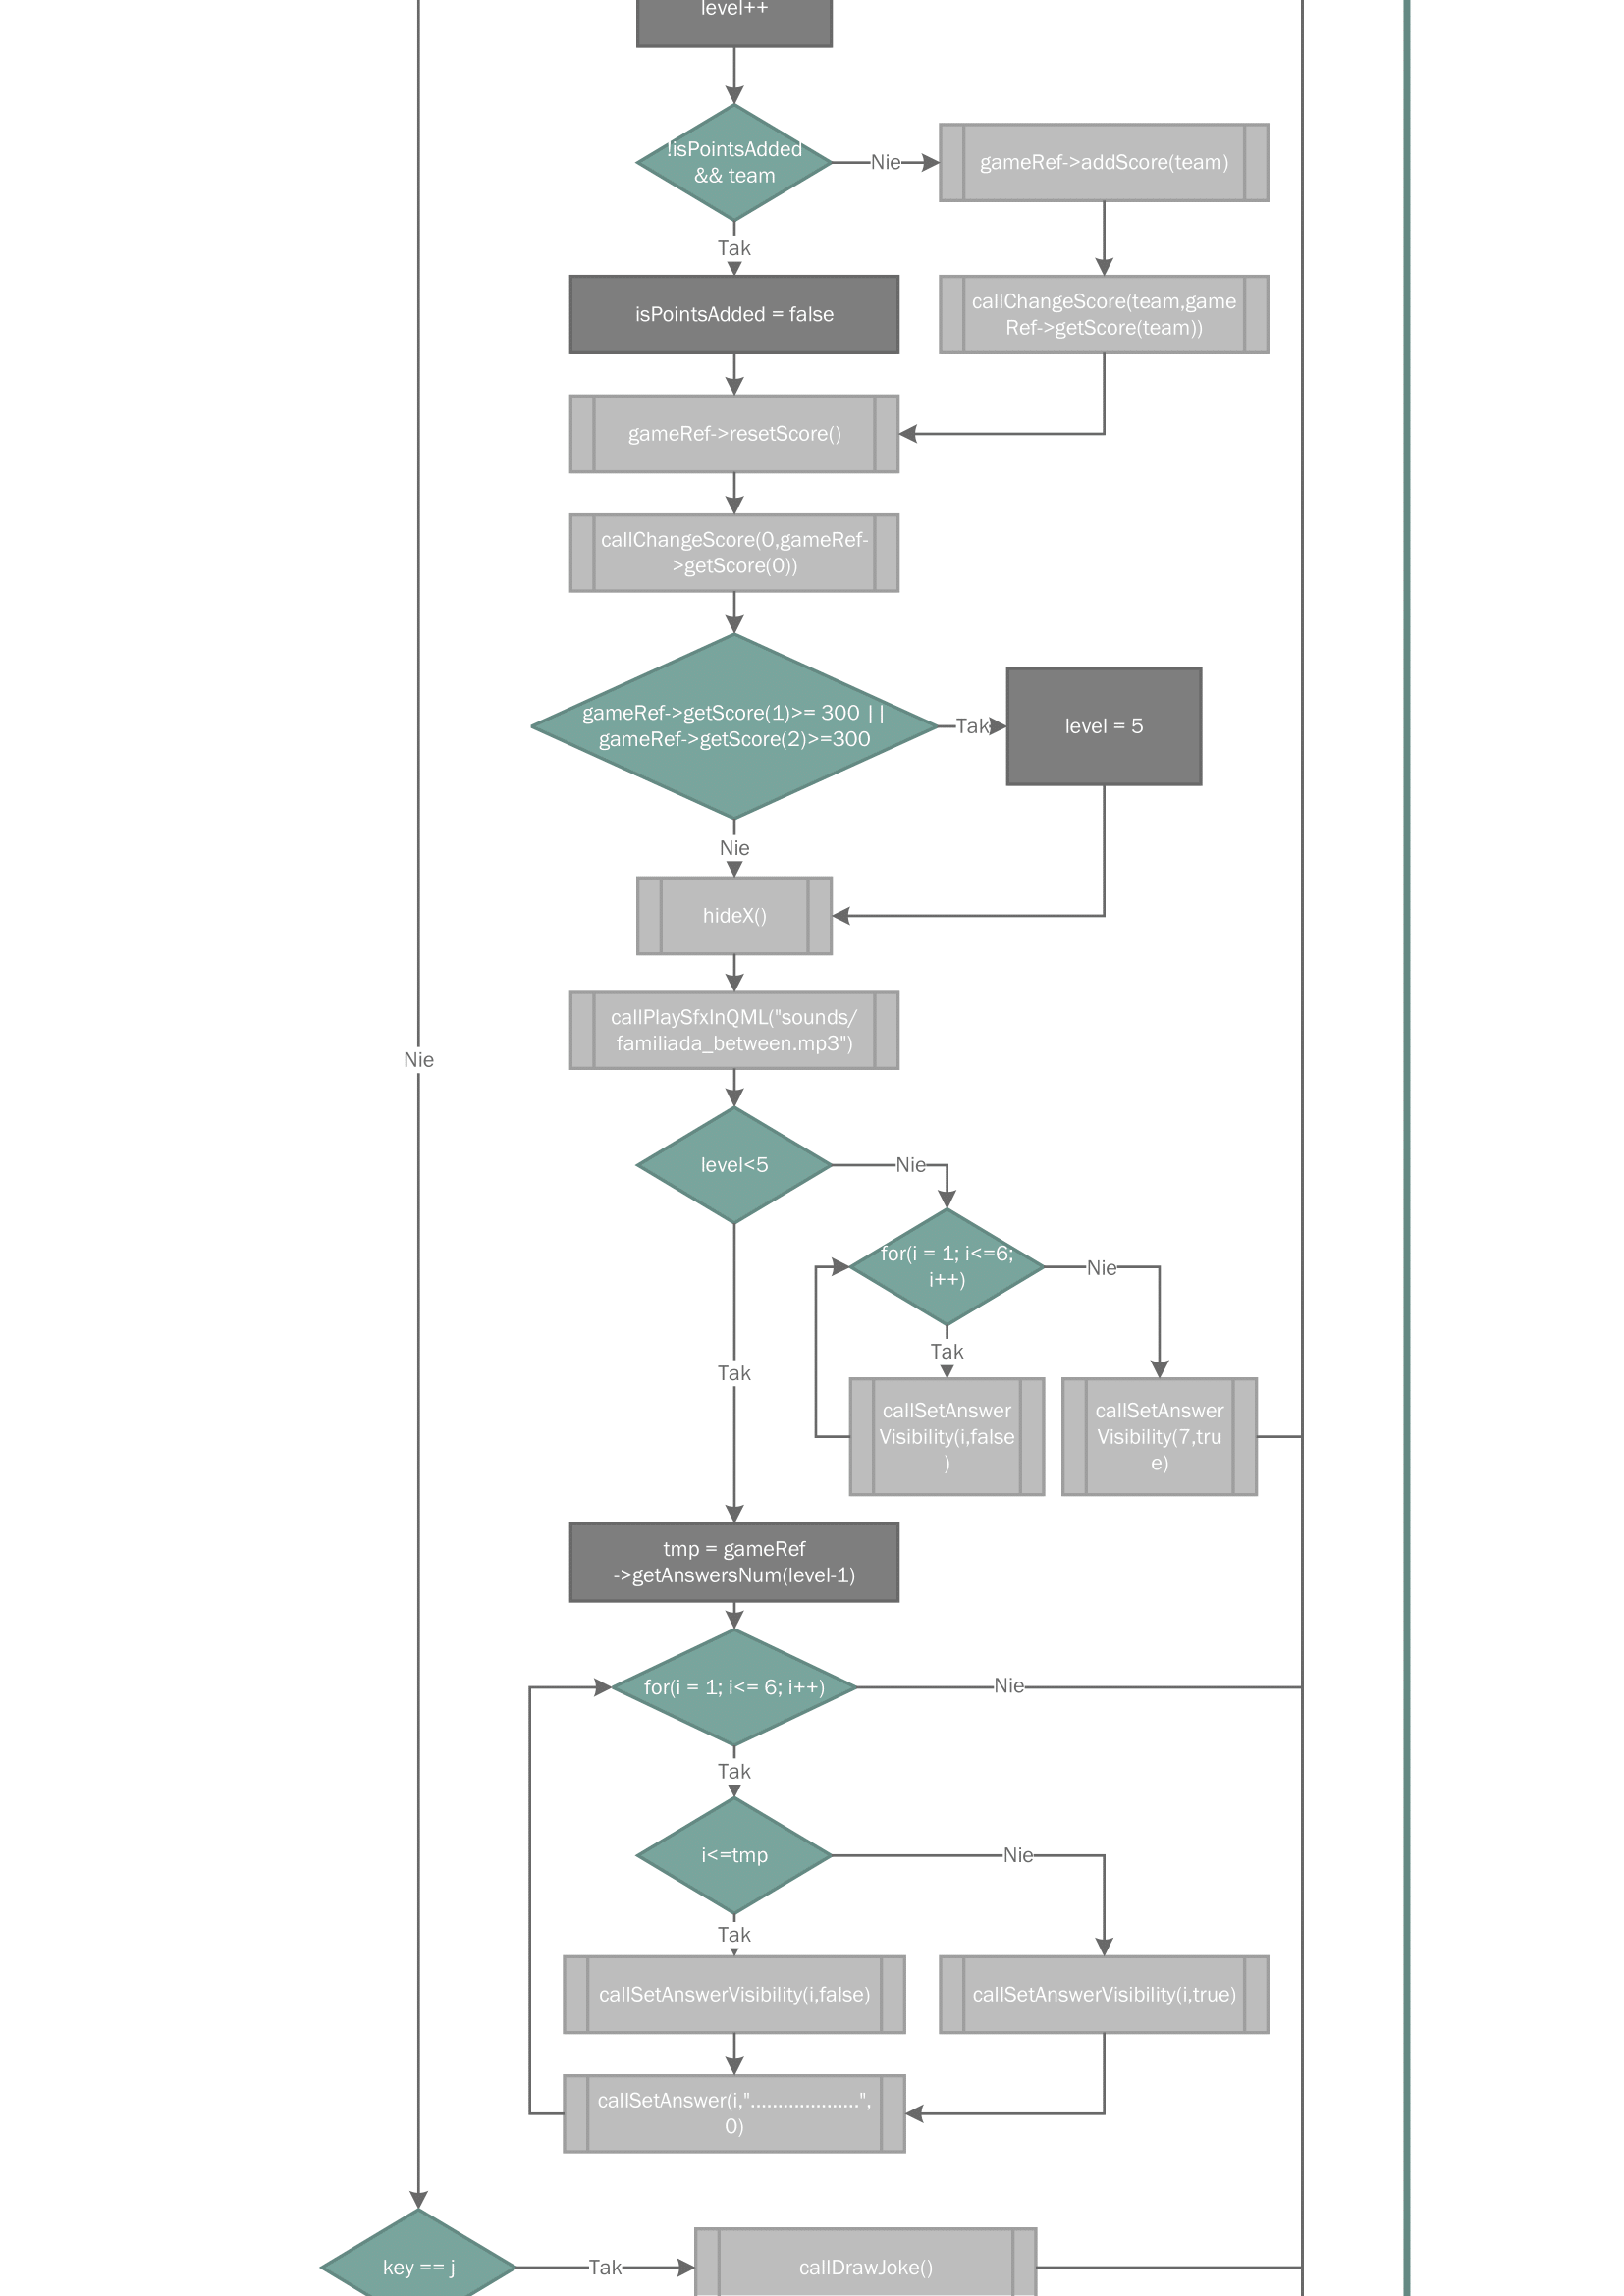 level++
!isPointsAdded
&& team
Nie
gameRef->addScore(team)
Tak
isPointsAdded = false
callChangeScore(team,game
Ref->getScore(team))
gameRef->resetScore()
callChangeScore(0,gameRef-
>getScore(0))
gameRef->getScore(1)>= 300 ||
gameRef->getScore(2)>=300
Tak
level = 5
Nie
hideX()
callPlaySfxInQML("sounds/
familiada_between.mp3")
Nie
level<5
Nie
for(i = 1; i<=6;
i++)
Nie
Tak
Tak
callSetAnswer
Visibility(i,false
)
callSetAnswer
Visibility(7,tru
e)
tmp = gameRef
->getAnswersNum(level-1)
for(i = 1; i<= 6; i++)
Nie
Tak
i<=tmp
Nie
Tak
callSetAnswerVisibility(i,false)
callSetAnswerVisibility(i,true)
callSetAnswer(i,"....................",
0)
key == j
Tak
callDrawJoke()